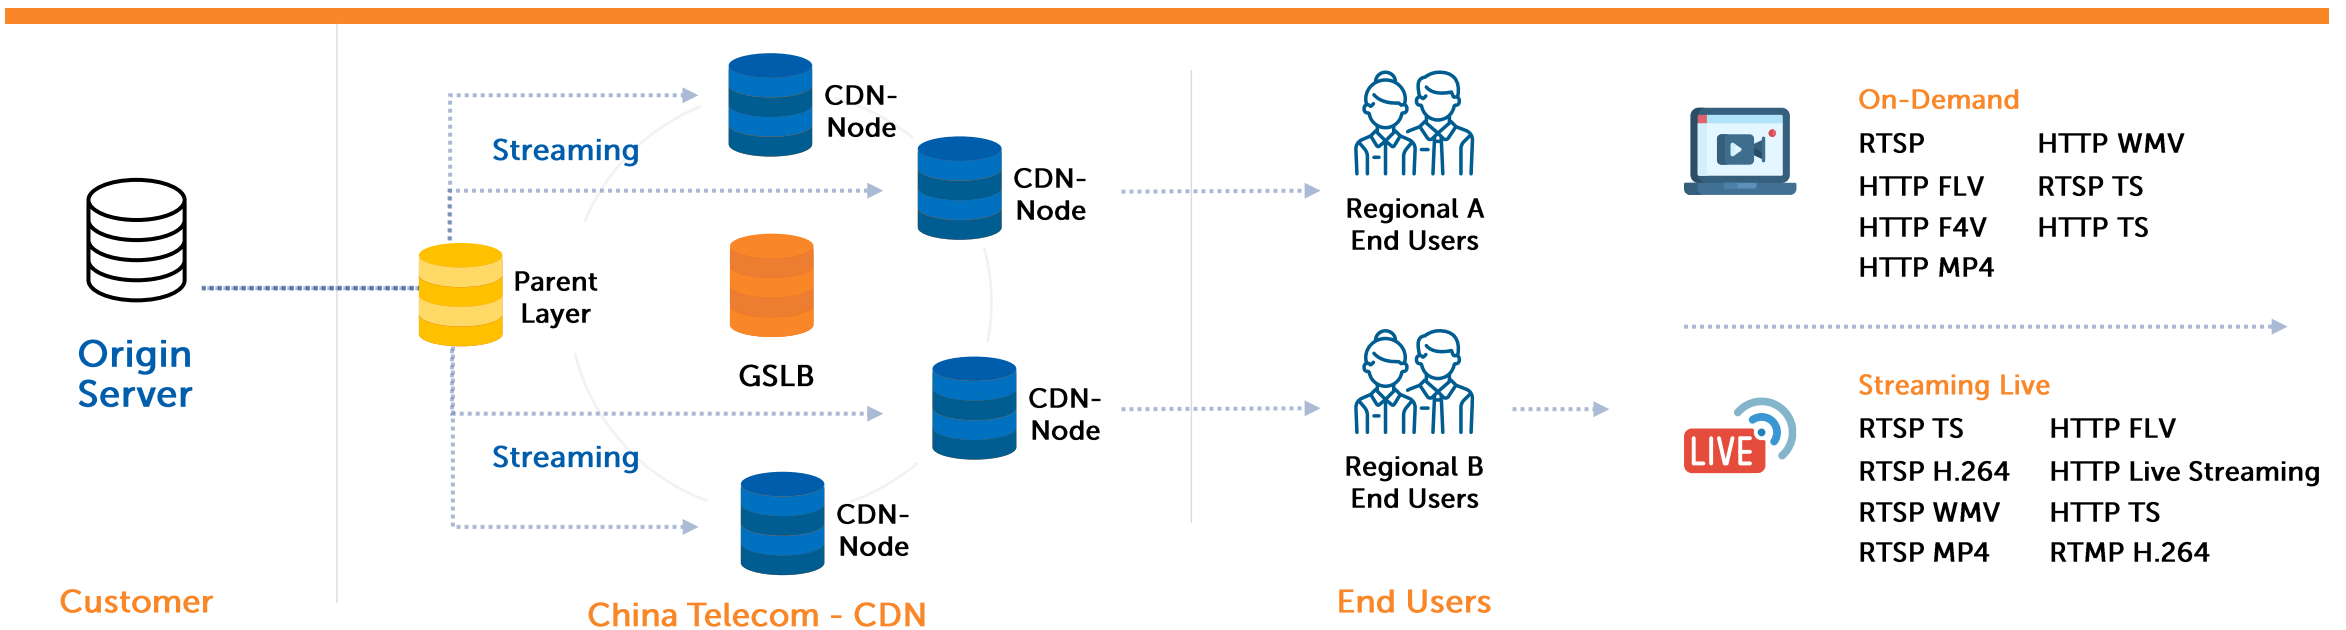 Origin
Server
Customer
Streaming
Streaming
Parent
Layer
CDN-
Node
CDN-
Node
GSLB
CDN-
Node
CDN-
Node
China Telecom - CDN
Regional A
End Users
Regional B
End Users
End Users
On-Demand
RTSP HTTP WMV
HTTP FLV RTSP TS
HTTP F4V HTTP TS
HTTP MP4
LIVE
Streaming Live
RTSP TS HTTP FLV
RTSP H.264 HTTP Live Streaming
RTSP WMV HTTP TS
RTSP MP4 RTMP H.264